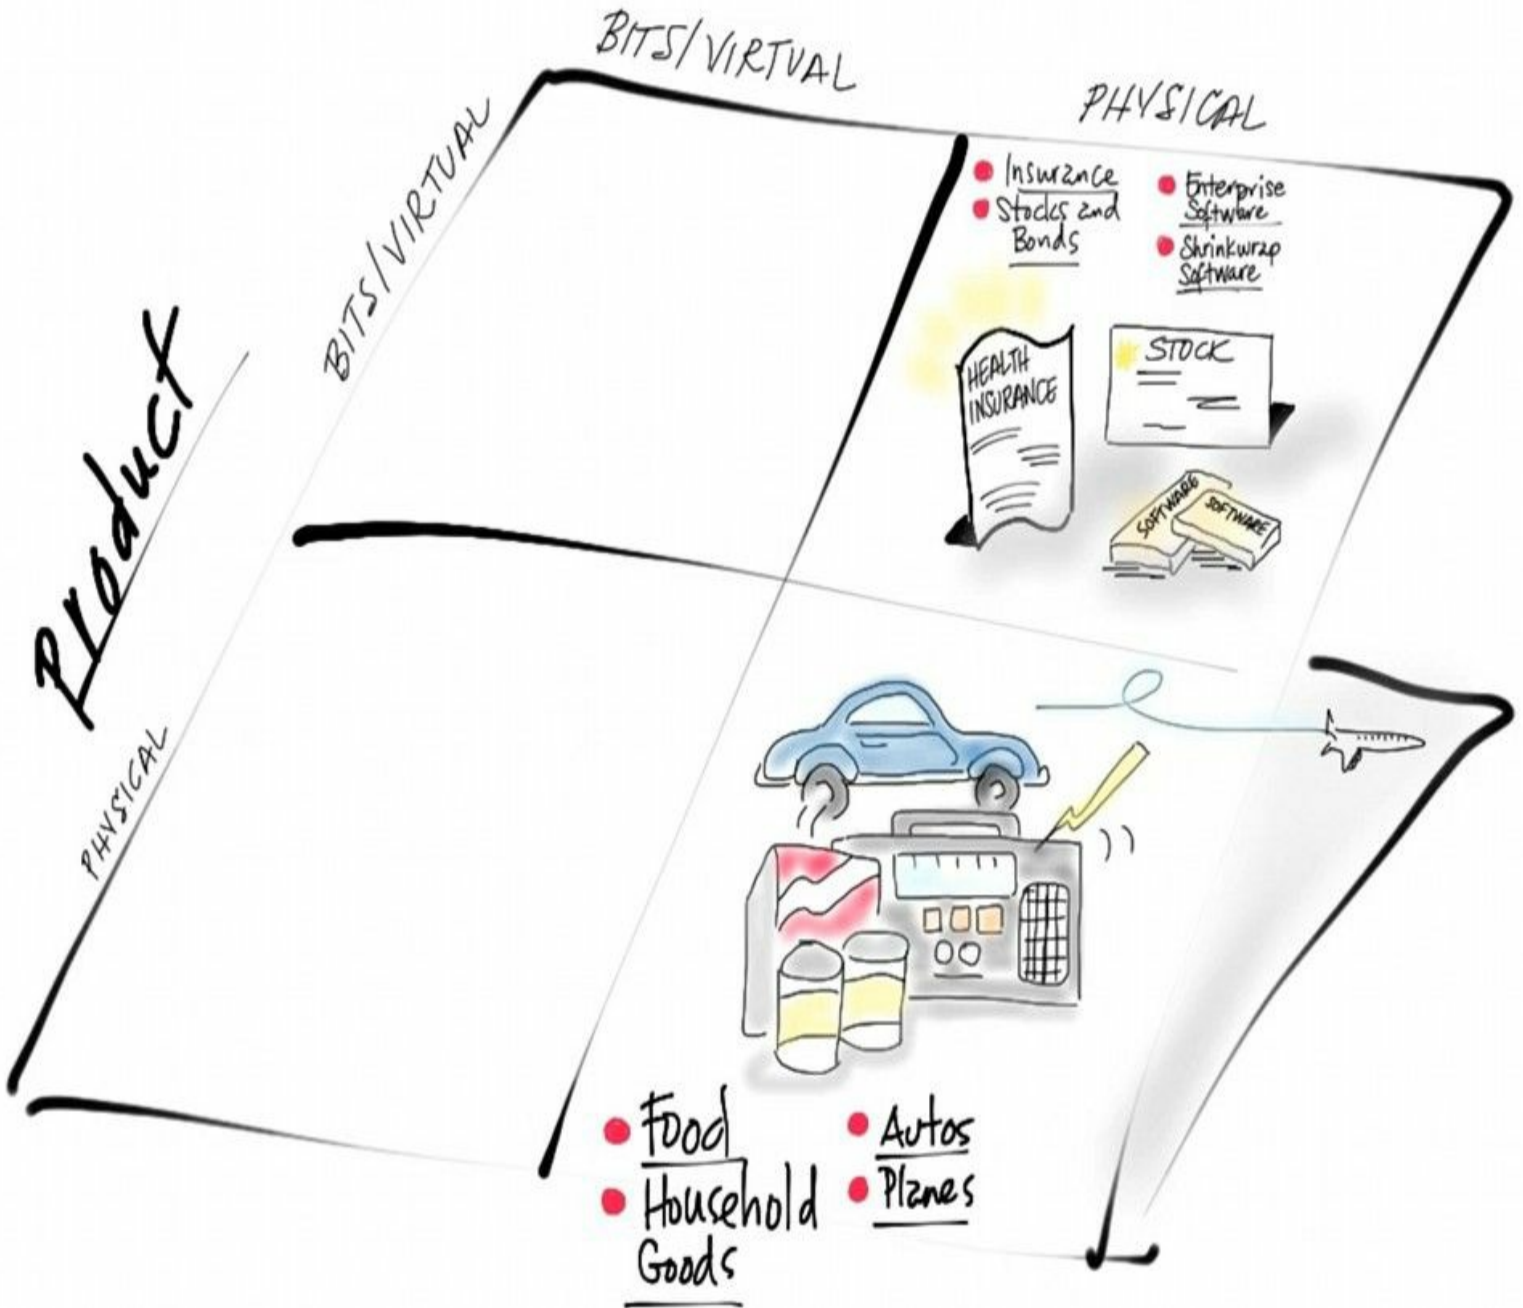 BITS/VIRTUAL
PHYSICAL
BITS/VIRTUAL
Product
PHYSICAL
Insurance
Stocks and
Bonds
Enterprise
Software
Shrinkwrap
Software
HEALTH
INSURANCE
STOCK
SOFTWARE
SOFTWARE
Food
Household
Goods
Autos
Planes